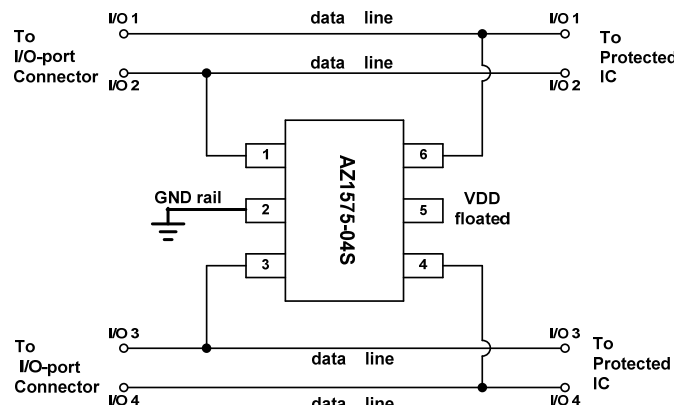 I/O 1
data line
I/O 1
To
I/O-port
Connector
To
Protected
IC
I/O 2
data line
I/O 2
1
6
AZ1575-04S
GND rail
2
5
VDD
floated
3
4
I/O 3
I/O 3
To
I/O-port
Connector
data line
To
Protected
IC
I/O 4
data line
I/O 4